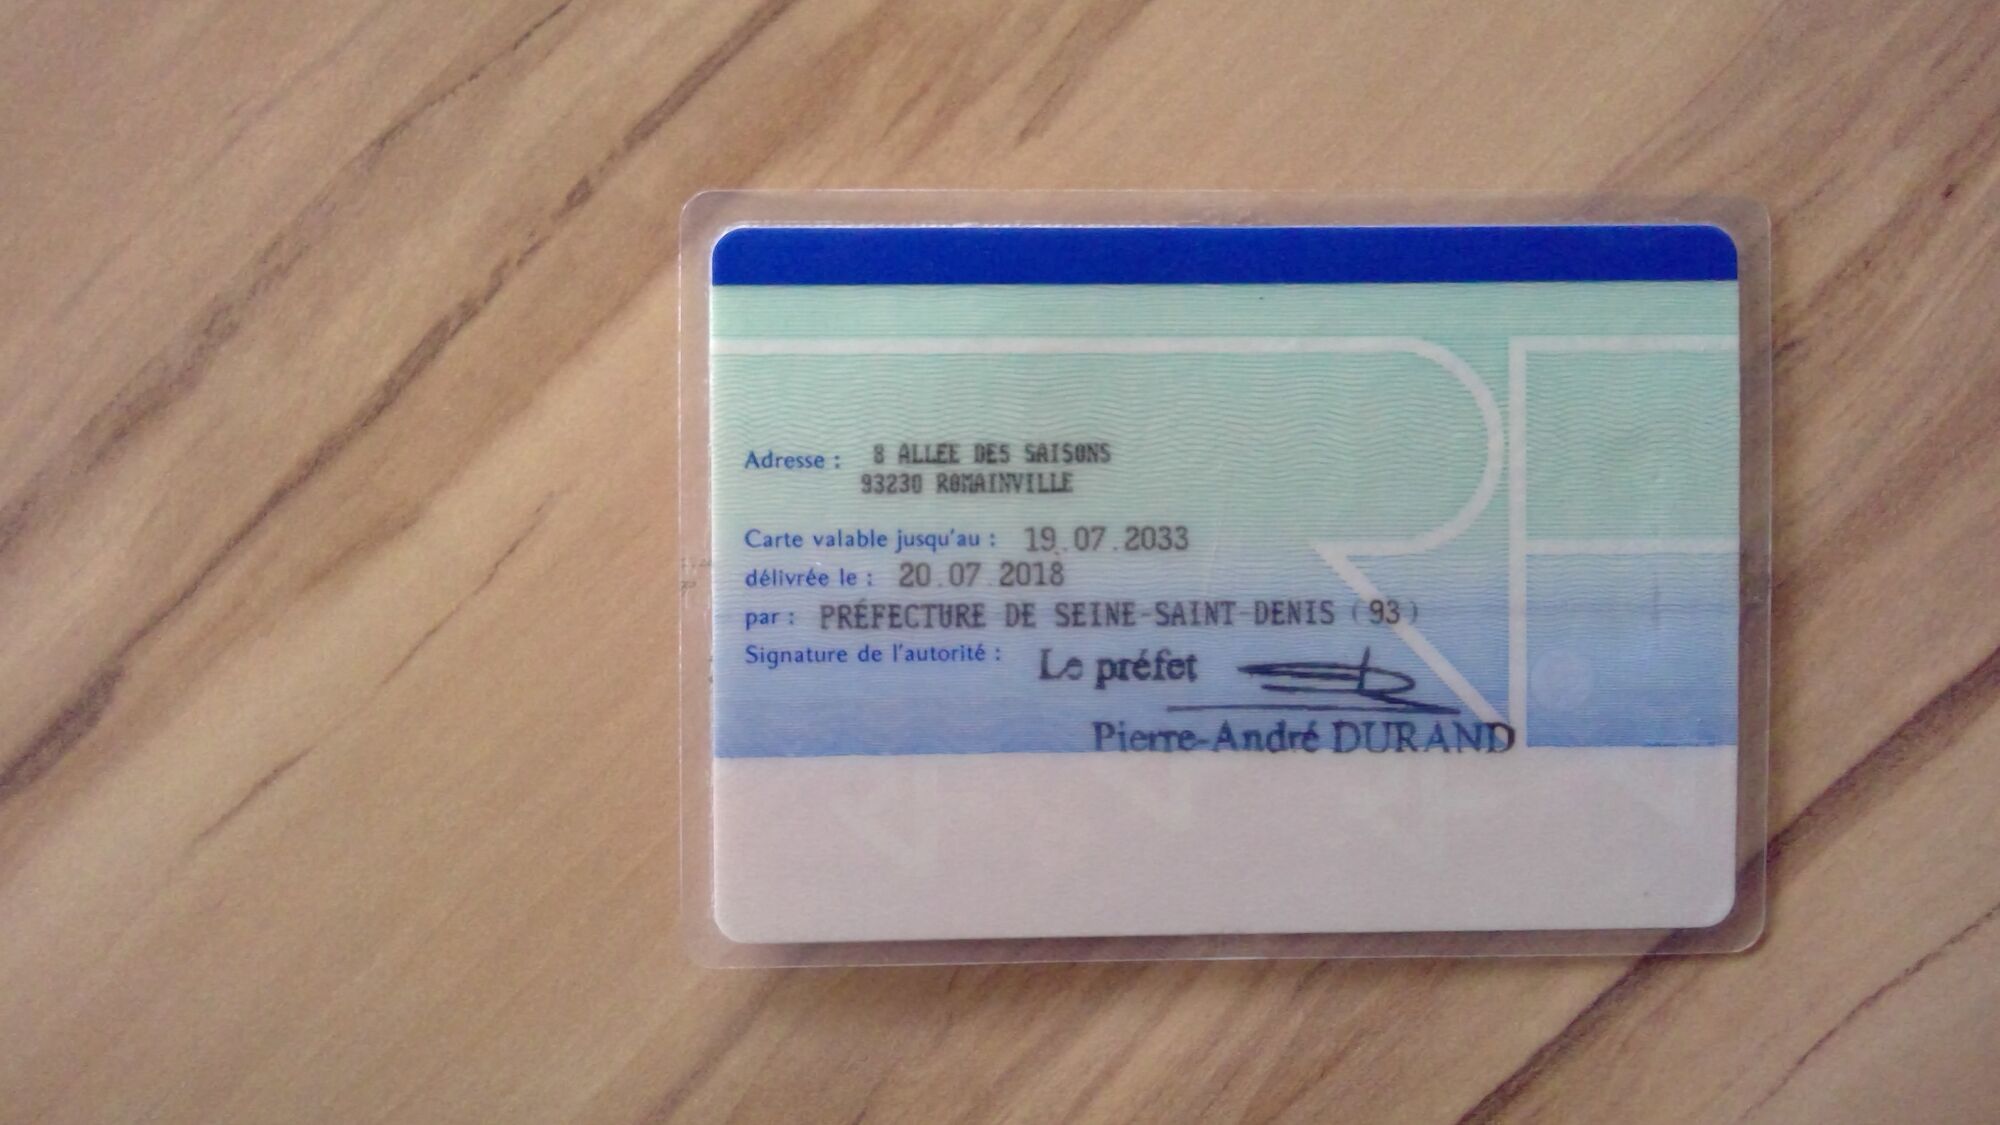 Adresse : 8 ALLEE DES SAISONS
93230 ROMAINVILLE
Carte valable jusqu'au : 19.07.2033
délivrée le : 20.07.2018
par : PRÉFECTURE DE SEINE-SAINT-DENIS (93)
Signature de l'autorité : Le préfet
Pierre-André DURAND